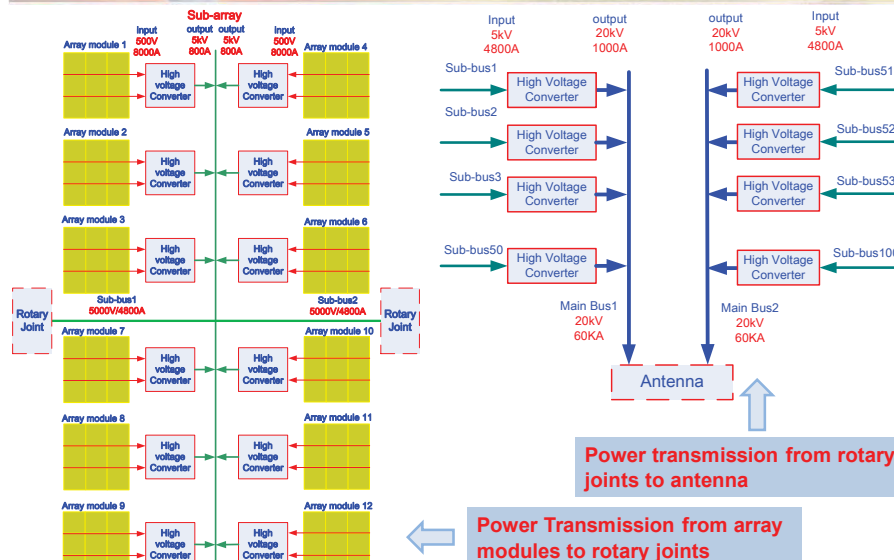 Sub-array
Input
500V
8000A
output
5kV
800A
output
5kV
800A
Input
500V
8000A
Array module 1
High
voltage
Converter
High
voltage
Converter
Array module 4
Array module 2
High
voltage
Converter
High
voltage
Converter
Array module 5
Array module 3
High
voltage
Converter
High
voltage
Converter
Array module 6
Rotary
Joint
Sub-bus1
5000V/4800A
Sub-bus2
5000V/4800A
Rotary
Joint
Array module 7
High
voltage
Converter
High
voltage
Converter
Array module 10
Array module 8
High
voltage
Converter
High
voltage
Converter
Array module 11
Array module 9
High
voltage
Converter
High
voltage
Converter
Array module 12
Input
5kV
4800A
output
20kV
1000A
output
20kV
1000A
Input
5kV
4800A
Sub-bus1
High Voltage
Converter
High Voltage
Converter
Sub-bus51
Sub-bus2
High Voltage
Converter
High Voltage
Converter
Sub-bus52
Sub-bus3
High Voltage
Converter
High Voltage
Converter
Sub-bus53
Sub-bus50
High Voltage
Converter
High Voltage
Converter
Sub-bus100
Main Bus1
20kV
60KA
Main Bus2
20kV
60KA
Antenna
Power transmission from rotary
joints to antenna
Power Transmission from array
modules to rotary joints